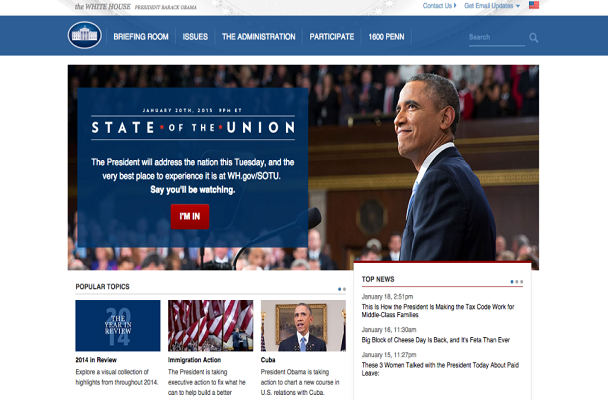 the WHITE HOUSE PRESIDENT BARACK OBAMA
Contact Us
Get Email Updates
BRIEFING ROOM
ISSUES
THE ADMINISTRATION
PARTICIPATE
1600 PENN
Search
JANUARY 20TH, 2015 9PM ET
STATE OF THE UNION
The President will address the nation this Tuesday, and the
very best place to experience it is at WH.gov/SOTU.
Say you'll be watching.
I'M IN
POPULAR TOPICS
2014
THE
YEAR IN
REVIEW
2014 in Review
Explore a visual collection of
highlights from throughout 2014.
Immigration Action
The President is taking
executive action to fix what he
can to help build a better
Cuba
President Obama is taking
action to chart a new course in
U.S. relations with Cuba.
TOP NEWS
January 18, 2:51pm
This is How the President Is Making the Tax Code Work for
Middle-Class Families
January 16, 11:30am
Big Block of Cheese Day Is Back, and It's Feta Than Ever
January 15, 11:27pm
These 3 Women Talked with the President Today About Paid
Leave: